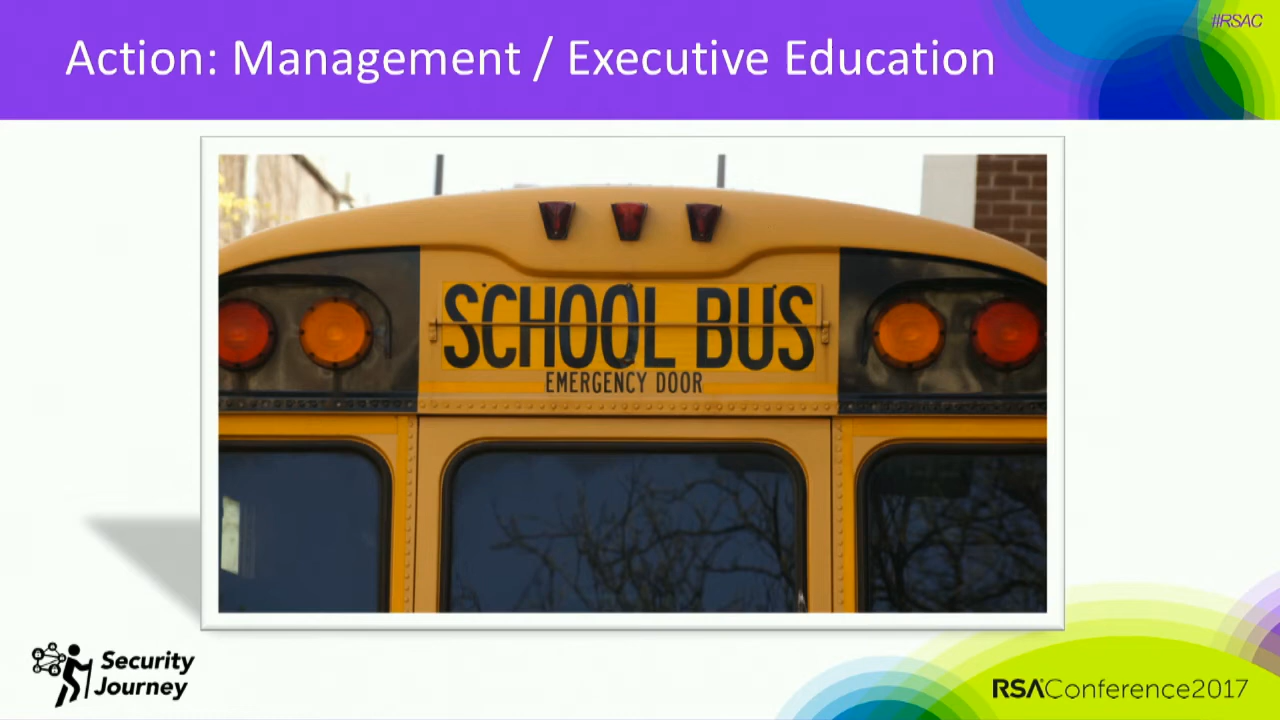 #RSAC
Action: Management / Executive Education
SCHOOL BUS
EMERGENCY DOOR
Security
Journey
RSAConference2017